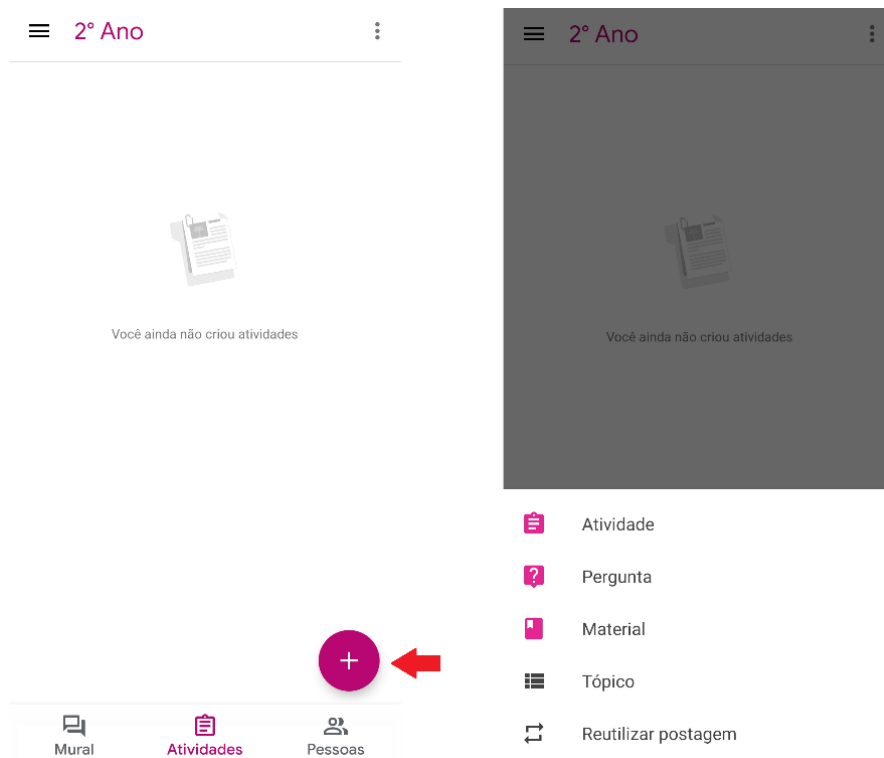 2° Ano
Você ainda não criou atividades
Mural
Atividades
Pessoas
2° Ano
Você ainda não criou atividades
Atividade
Pergunta
Material
Tópico
Reutilizar postagem